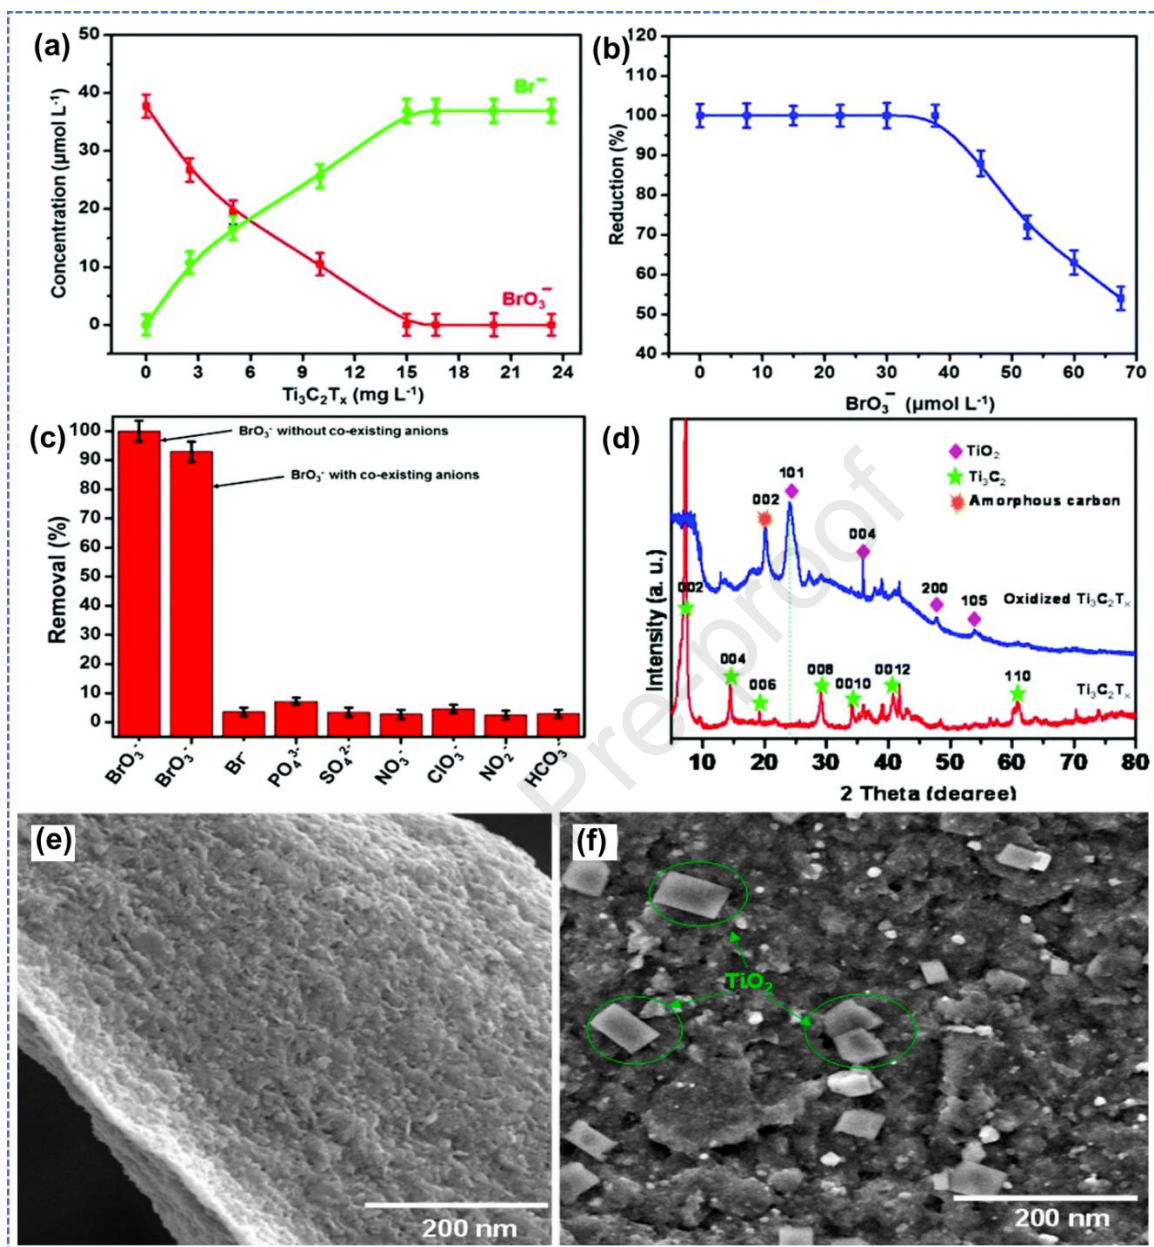 (a)
50
40
30
20
10
0
Concentration (µmol L⁻¹)
Br⁻
BrO₃⁻
0 3 6 9 12 15 18 21 24
Ti₃C₂Tₓ (mg L⁻¹)
(b)
120
110
100
90
80
70
60
50
40
Reduction (%)
0 10 20 30 40 50 60 70
BrO₃⁻ (µmol L⁻¹)
(c)
100
90
80
70
60
50
40
30
20
10
0
Removal (%)
BrO₃⁻ without co-existing anions
BrO₃⁻ with co-existing anions
BrO₃⁻ BrO₃⁻ Br⁻ PO₄³⁻ SO₄²⁻ NO₃⁻ ClO₃⁻ NO₂⁻ HCO₃⁻
(d)
TiO₂
Ti₃C₂
Amorphous carbon
101
002
004
200
105
Oxidized Ti₃C₂Tₓ
002
004
006
008
0010
0012
110
Ti₃C₂Tₓ
Intensity (a. u.)
10 20 30 40 50 60 70 80
2 Theta (degree)
Pre-proof
(e)
200 nm
(f)
TiO₂
200 nm